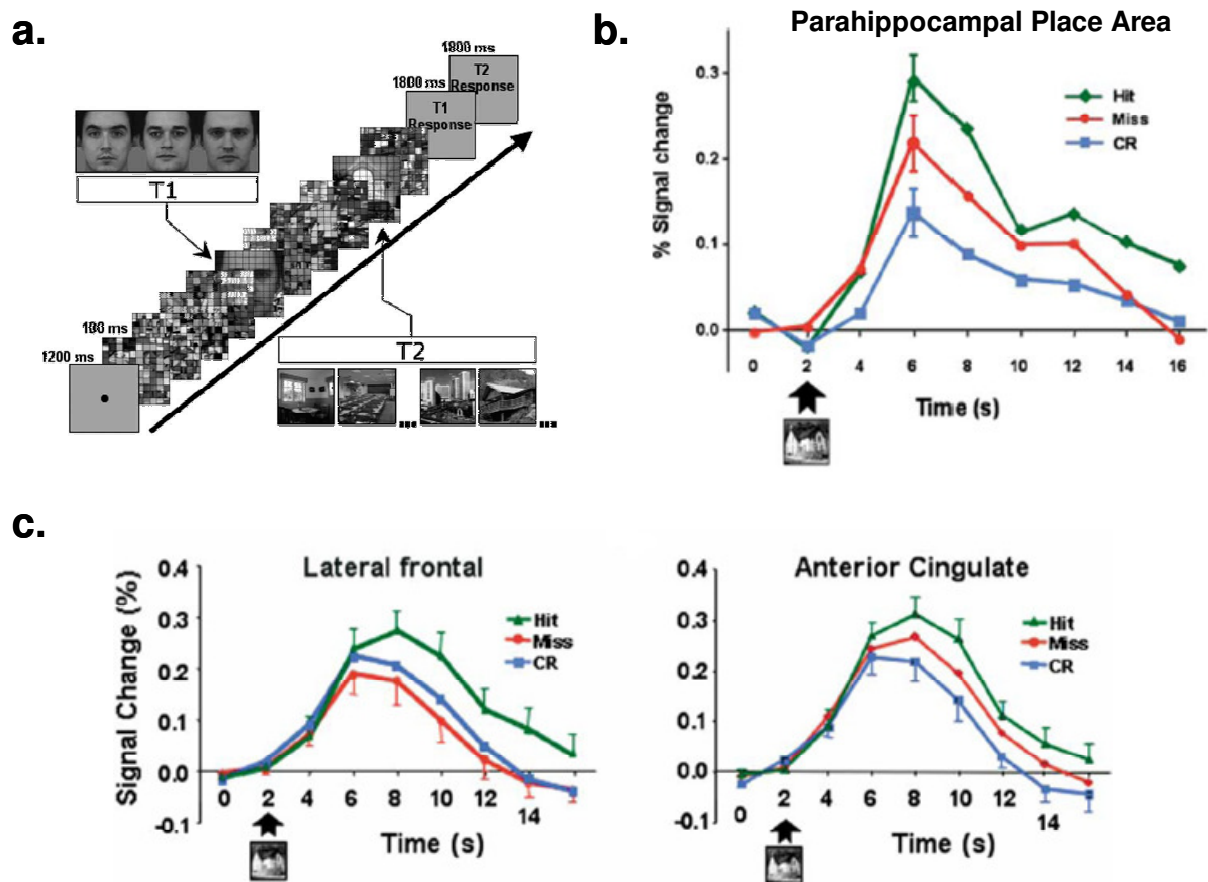 a.
1800 ms
T2
Response
1800 ms
T1
Response
T1
100 ms
1200 ms
T2
b.
Parahippocampal Place Area
% Signal change
0.3
0.2
0.1
0.0
Hit
Miss
CR
0 2 4 6 8 10 12 14 16
Time (s)
c.
Lateral frontal
Signal Change (%)
0.4
0.3
0.2
0.1
0.0
-0.1
Hit
Miss
CR
0 2 4 6 8 10 12 14
Time (s)
Anterior Cingulate
0.4
0.3
0.2
0.1
0.0
-0.1
Hit
Miss
CR
0 2 4 6 8 10 12 14
Time (s)